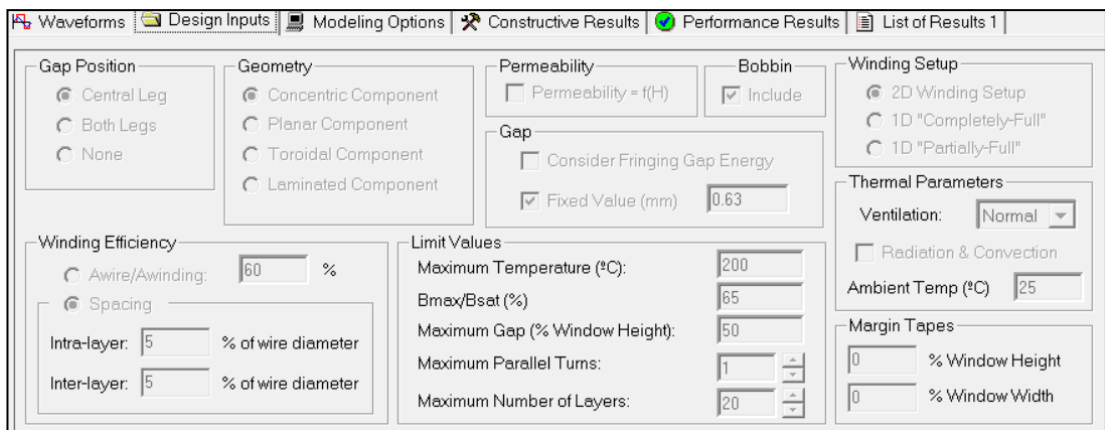 Waveforms Design Inputs Modeling Options Constructive Results Performance Results List of Results 1
Gap Position
Central Leg
Both Legs
None
Geometry
Concentric Component
Planar Component
Toroidal Component
Laminated Component
Permeability
Permeability = f(H)
Bobbin
Include
Gap
Consider Fringing Gap Energy
Fixed Value (mm) 0.63
Winding Setup
2D Winding Setup
1D "Completely-Full"
1D "Partially-Full"
Thermal Parameters
Ventilation: Normal
Radiation & Convection
Ambient Temp (ºC) 25
Winding Efficiency
Awire/Awinding: 60 %
Spacing
Intra-layer: 5 % of wire diameter
Inter-layer: 5 % of wire diameter
Limit Values
Maximum Temperature (ºC): 200
Bmax/Bsat (%) 65
Maximum Gap (% Window Height): 50
Maximum Parallel Turns: 1
Maximum Number of Layers: 20
Margin Tapes
0 % Window Height
0 % Window Width